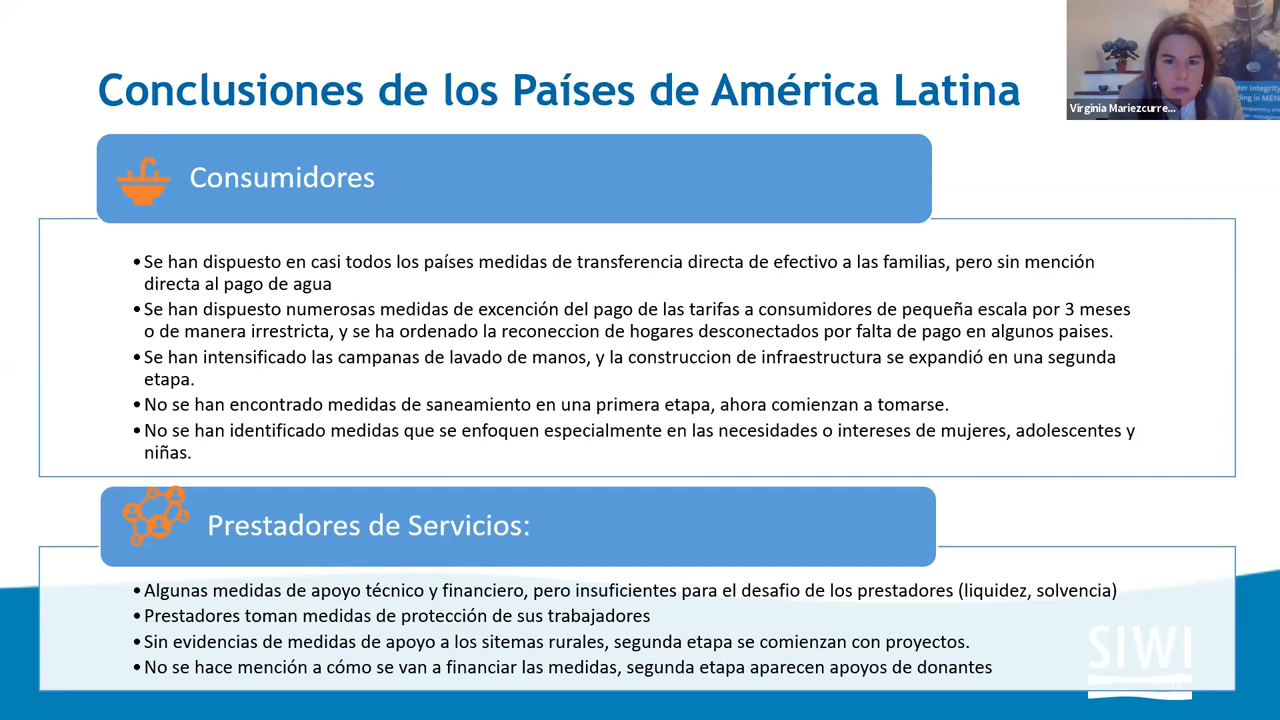 Conclusiones de los Países de América Latina
Virginia Mariezcurre...
Consumidores
•Se han dispuesto en casi todos los países medidas de transferencia directa de efectivo a las familias, pero sin mención
directa al pago de agua
•Se han dispuesto numerosas medidas de excención del pago de las tarifas a consumidores de pequeña escala por 3 meses
o de manera irrestricta, y se ha ordenado la reconeccion de hogares desconectados por falta de pago en algunos paises.
•Se han intensificado las campanas de lavado de manos, y la construccion de infraestructura se expandió en una segunda
etapa.
•No se han encontrado medidas de saneamiento en una primera etapa, ahora comienzan a tomarse.
•No se han identificado medidas que se enfoquen especialmente en las necesidades o intereses de mujeres, adolescentes y
niñas.
Prestadores de Servicios:
•Algunas medidas de apoyo técnico y financiero, pero insuficientes para el desafio de los prestadores (liquidez, solvencia)
•Prestadores toman medidas de protección de sus trabajadores
•Sin evidencias de medidas de apoyo a los sitemas rurales, segunda etapa se comienzan con proyectos.
•No se hace mención a cómo se van a financiar las medidas, segunda etapa aparecen apoyos de donantes
SIWI